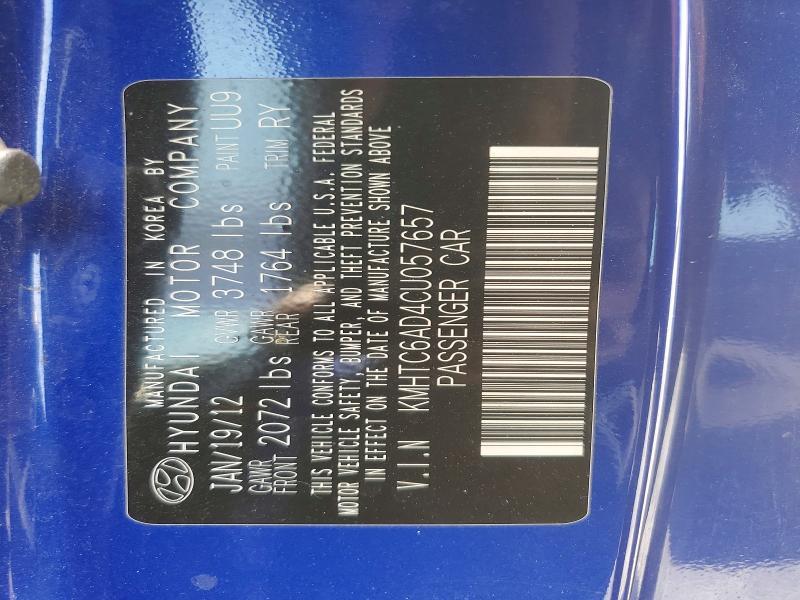 MANUFACTURED IN KOREA BY
HYUNDAI MOTOR COMPANY
JAN/19/12 GVWR 3748 lbs PAINT UU9
GAWR FRONT 2072 lbs GAWR REAR 1764 lbs TRIM RY
THIS VEHICLE CONFORMS TO ALL APPLICABLE U.S.A. FEDERAL
MOTOR VEHICLE SAFETY, BUMPER, AND THEFT PREVENTION STANDARDS
IN EFFECT ON THE DATE OF MANUFACTURE SHOWN ABOVE
V.I.N KMHTC6AD4CU057657
PASSENGER CAR